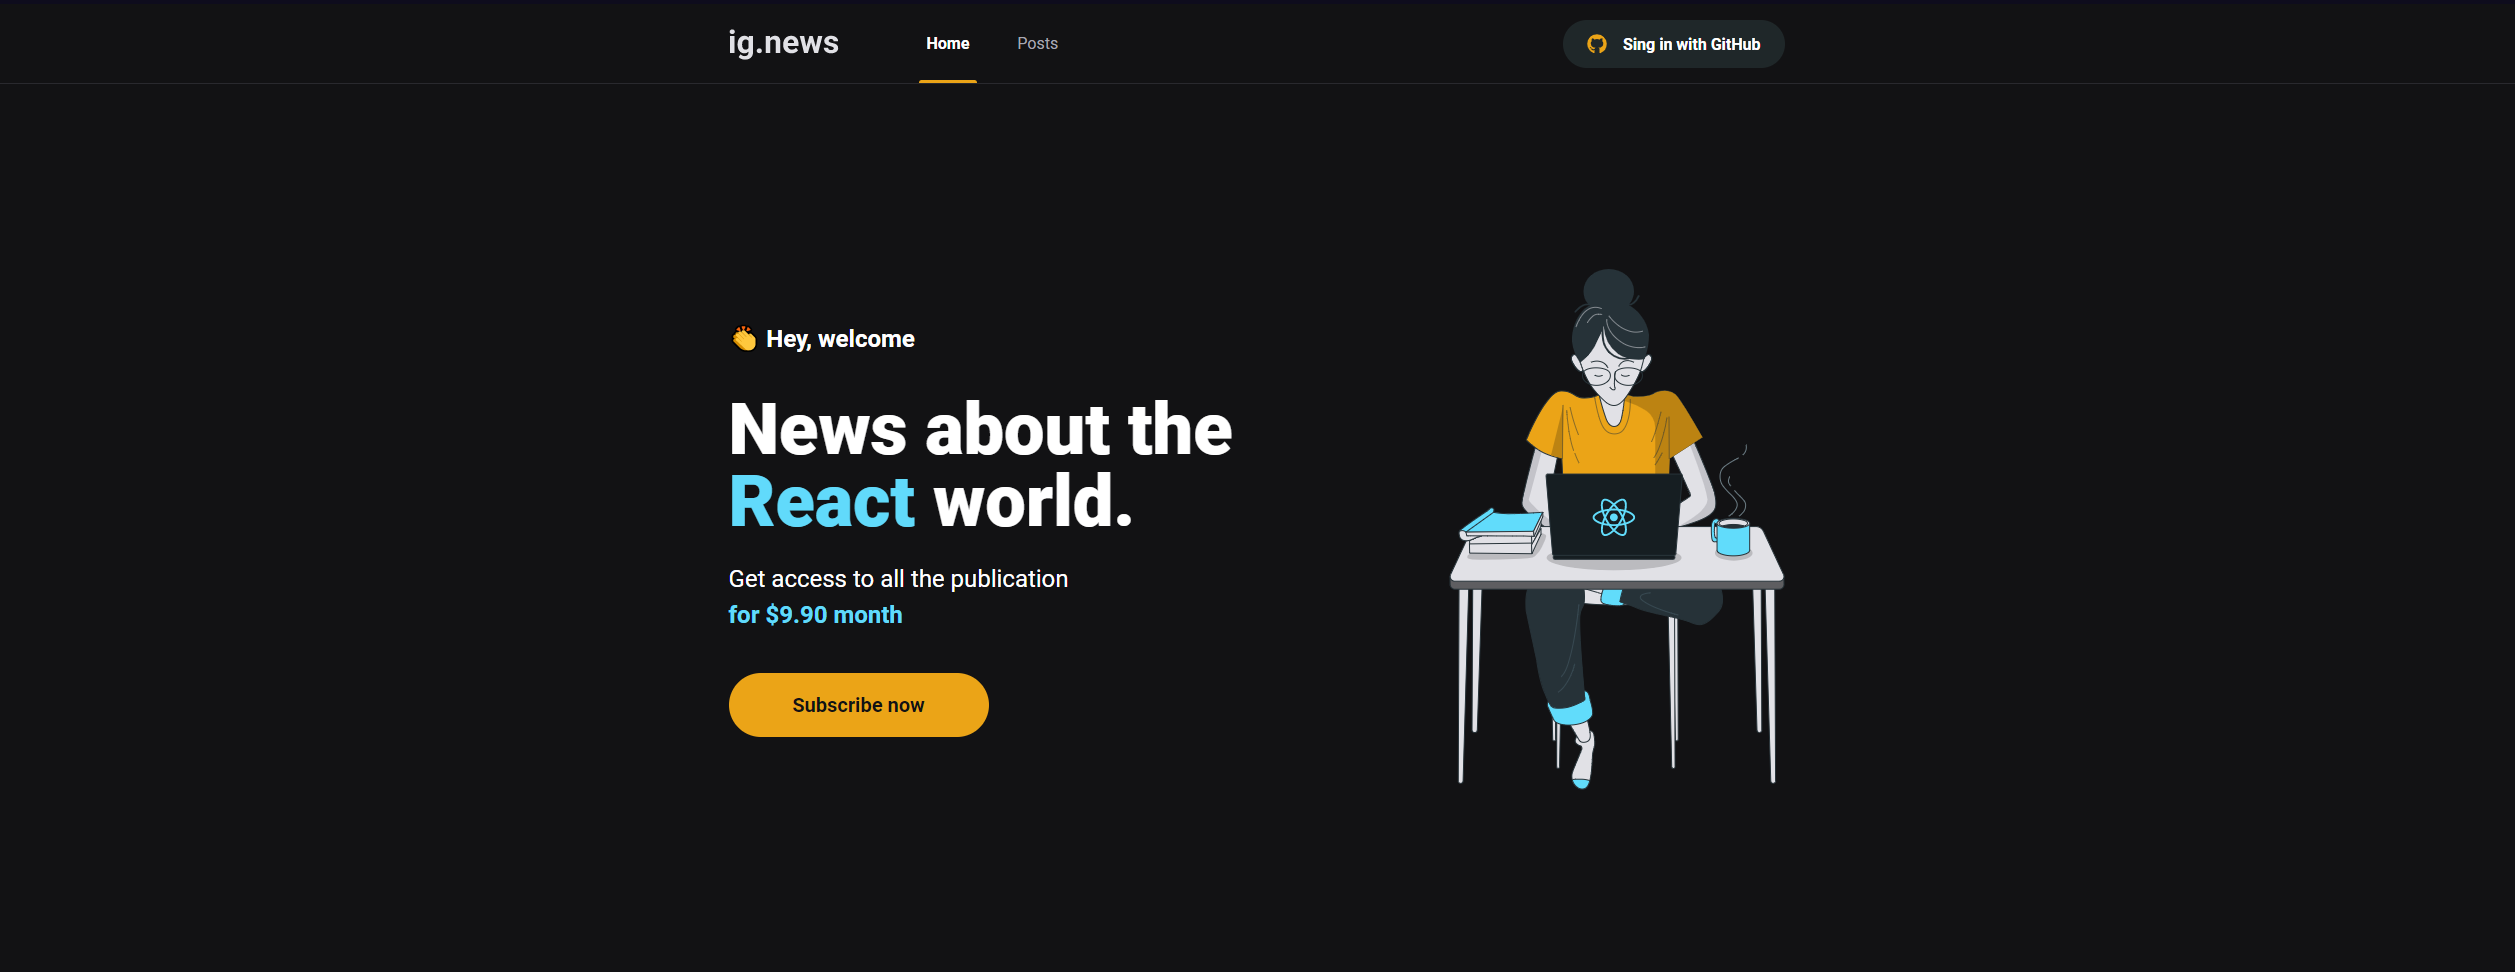 ig.news
Home
Posts
Sing in with GitHub
👏 Hey, welcome
News about the
React world.
Get access to all the publication
for $9.90 month
Subscribe now